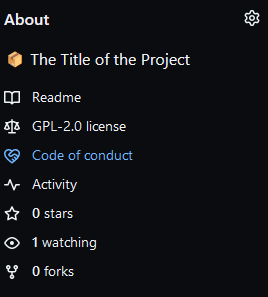 About
The Title of the Project
Readme
GPL-2.0 license
Code of conduct
Activity
0 stars
1 watching
0 forks